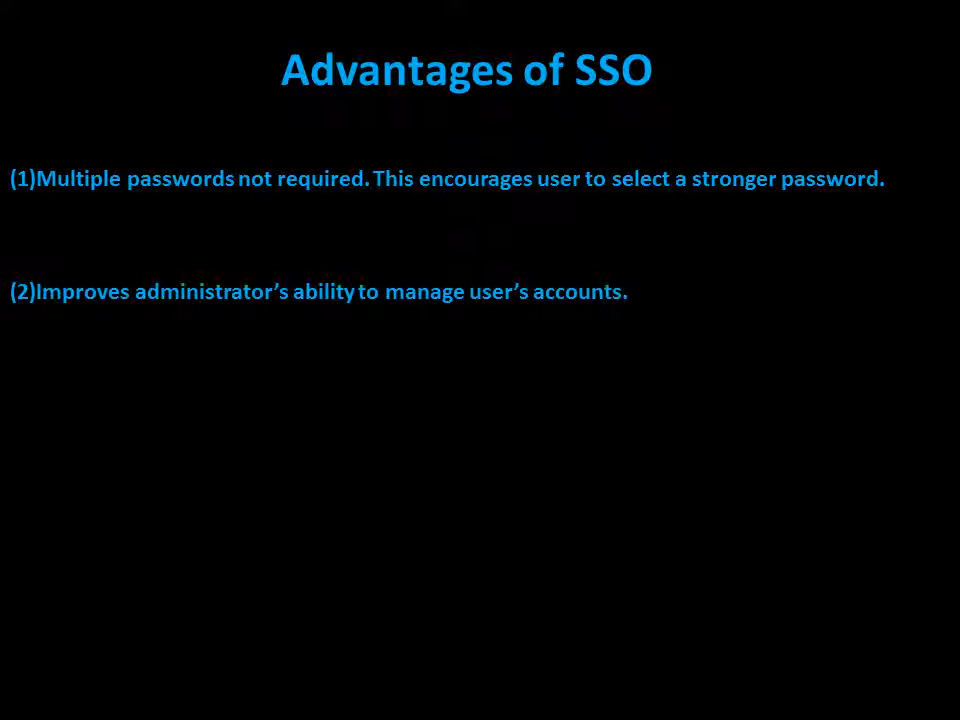 Advantages of SSO
(1)Multiple passwords not required. This encourages user to select a stronger password.
(2)Improves administrator’s ability to manage user’s accounts.